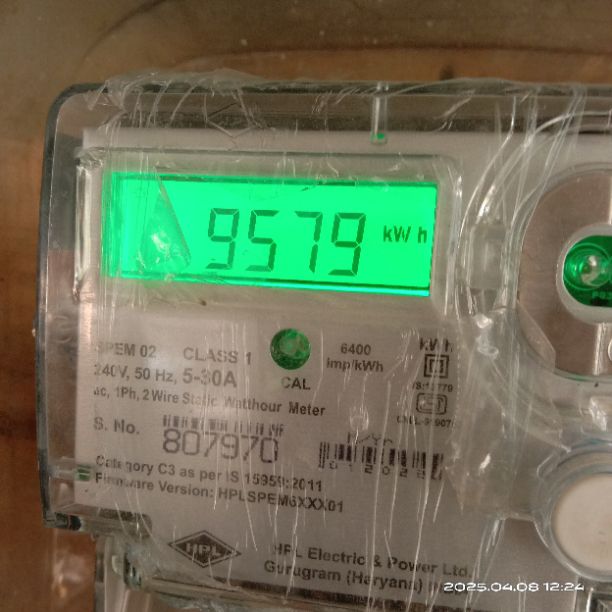 9579 kWh
SPEM 02 CLASS 1
6400
imp/kWh
kWh
240V, 50 Hz, 5-30A
CAL
ac, 1Ph, 2 Wire Static Watthour Meter
S. No.
807970
Category C3 as per IS 15959:2011
Firmware Version: HPLSPEM6XXX01
HPL
HPL Electric & Power Ltd.
Gurugram (Haryana)
2025.04.08 12:24